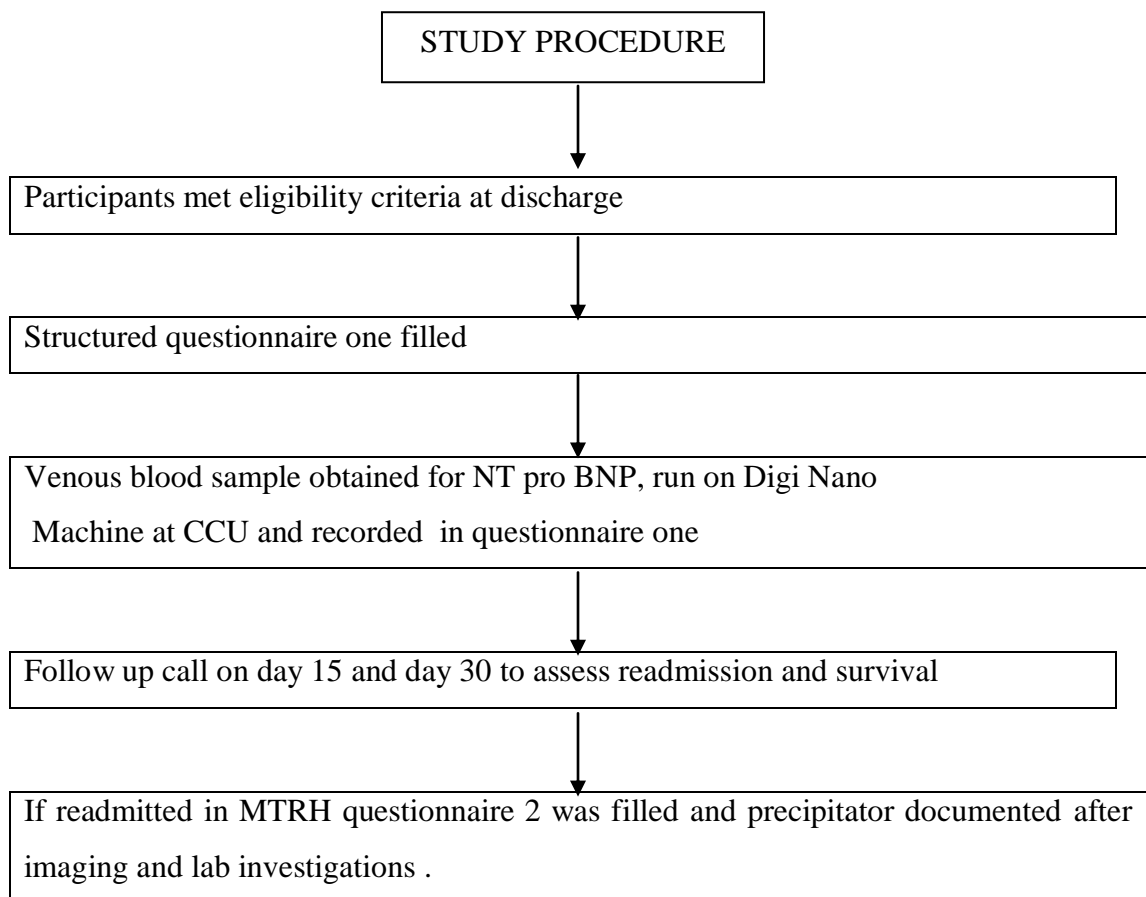 STUDY PROCEDURE
Participants met eligibility criteria at discharge
Structured questionnaire one filled
Venous blood sample obtained for NT pro BNP, run on Digi Nano
Machine at CCU and recorded in questionnaire one
Follow up call on day 15 and day 30 to assess readmission and survival
If readmitted in MTRH questionnaire 2 was filled and precipitator documented after
imaging and lab investigations .